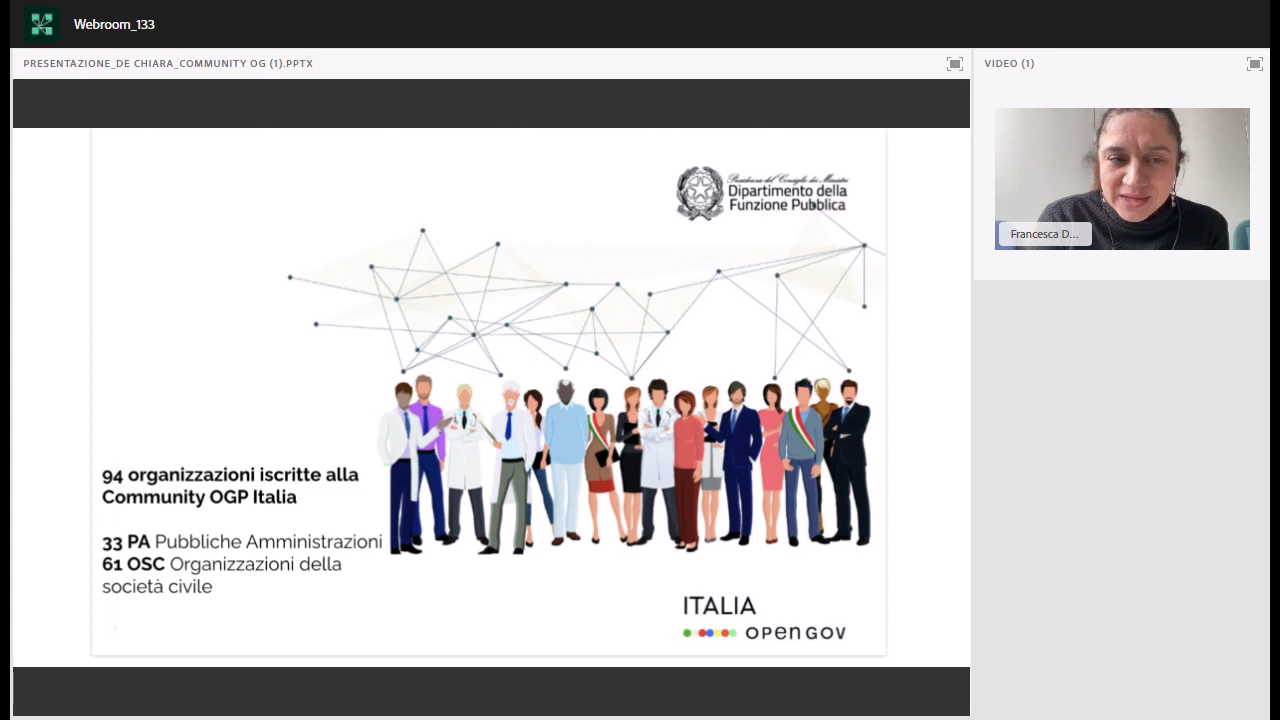 Webroom_133
PRESENTAZIONE_DE CHIARA_COMMUNITY OG (1).PPTX
VIDEO (1)
Presidenza del Consiglio dei Ministri
Dipartimento della
Funzione Pubblica
Francesca D...
94 organizzazioni iscritte alla
Community OGP Italia
33 PA Pubbliche Amministrazioni
61 OSC Organizzazioni della
società civile
ITALIA
OPEN GOV